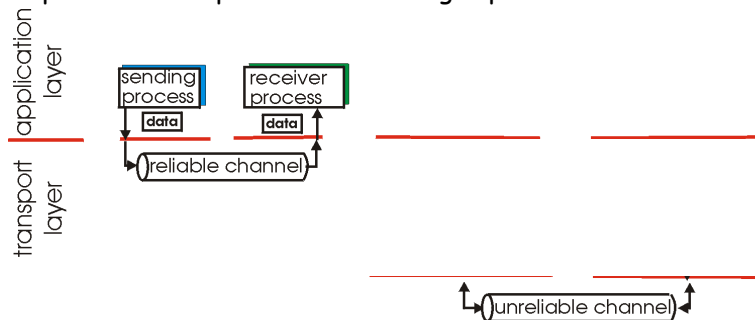 application
layer
sending
process
receiver
process
data
data
reliable channel
transport
layer
unreliable channel